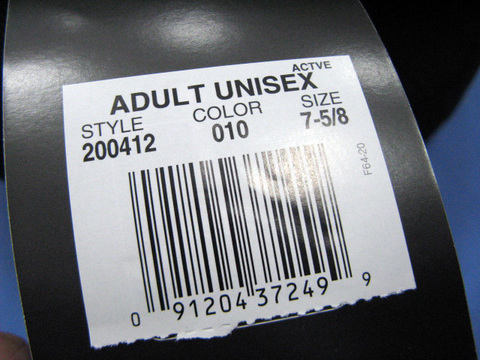 ACTVE
ADULT UNISEX
STYLE COLOR SIZE
200412 010 7-5/8
F64-20
0 91204 37249 9